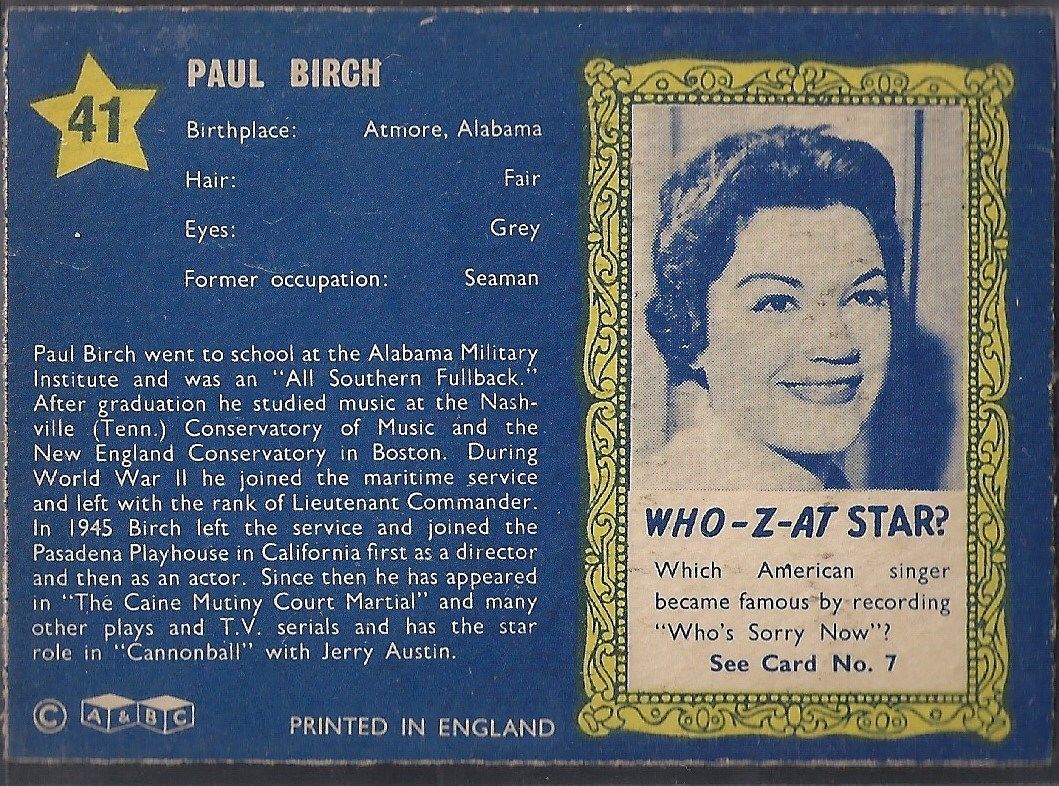 41
PAUL BIRCH
Birthplace: Atmore, Alabama
Hair: Fair
Eyes: Grey
Former occupation: Seaman
Paul Birch went to school at the Alabama Military
Institute and was an "All Southern Fullback."
After graduation he studied music at the Nash-
ville (Tenn.) Conservatory of Music and the
New England Conservatory in Boston. During
World War II he joined the maritime service
and left with the rank of Lieutenant Commander.
In 1945 Birch left the service and joined the
Pasadena Playhouse in California first as a director
and then as an actor. Since then he has appeared
in "The Caine Mutiny Court Martial" and many
other plays and T.V. serials and has the star
role in "Cannonball" with Jerry Austin.
© A & B C
PRINTED IN ENGLAND
WHO-Z-AT STAR?
Which American singer
became famous by recording
"Who's Sorry Now"?
See Card No. 7